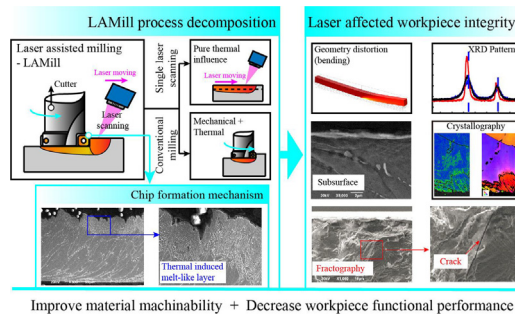 LAMill process decomposition
Laser assisted milling
- LAMill
Cutter
Laser moving
Laser
scanning
Single laser
scanning
Conventional
milling
Pure thermal
influence
Laser moving
Mechanical +
Thermal
Chip formation mechanism
Thermal induced
melt-like layer
Laser affected workpiece integrity
Geometry distortion
(bending)
XRD Pattern
Subsurface
Crystallography
Fractography
Crack
Improve material machinability + Decrease workpiece functional performance